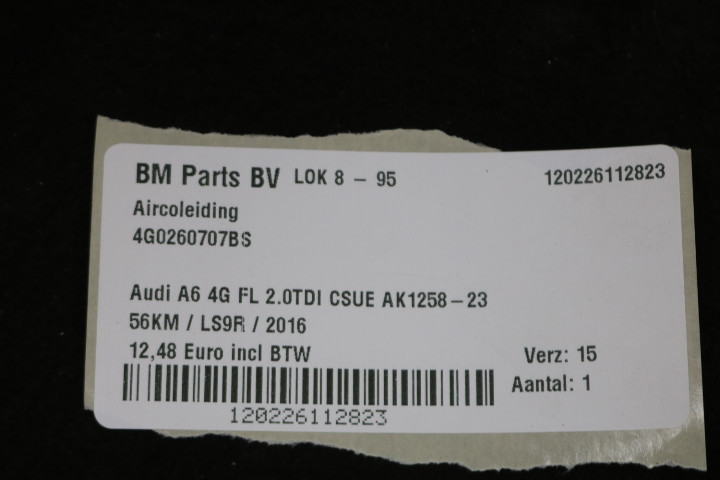 BM Parts BV LOK 8 - 95 120226112823
Aircoleiding
4G0260707BS
Audi A6 4G FL 2.0TDI CSUE AK1258-23
56KM / LS9R / 2016
12,48 Euro incl BTW Verz: 15
Aantal: 1
120226112823